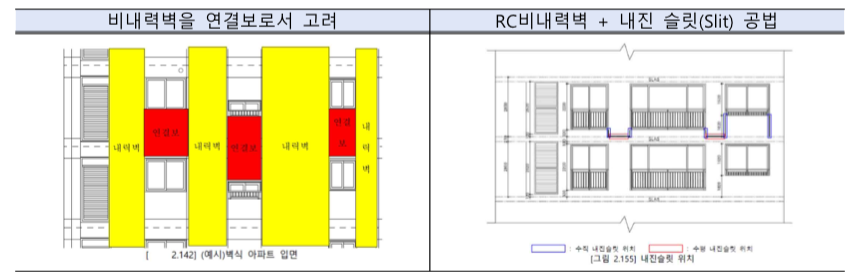 비내력벽을 연결보로서 고려
RC비내력벽 + 내진 슬릿(Slit) 공법
내력벽
연결보
내력벽
연결보
내력벽
연결보
내력벽
SLAB
SLAB
SLAB
[ 2.142] (예시)벽식 아파트 입면
: 수직 내진슬릿 위치 : 수평 내진슬릿 위치
[그림 2.155] 내진슬릿 위치